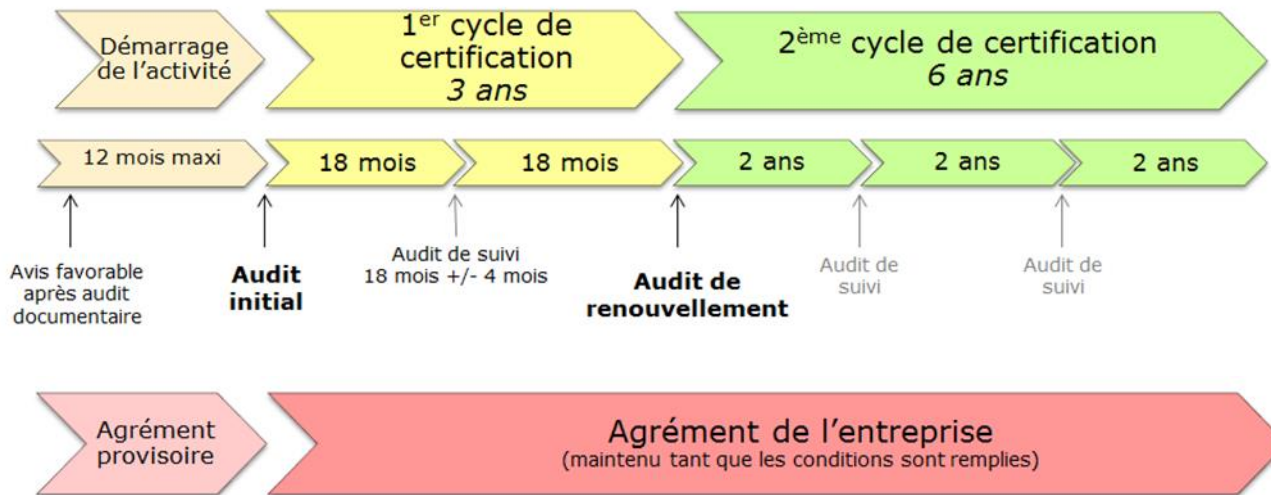 Démarrage
de l'activité
1er cycle de
certification
3 ans
2ème cycle de certification
6 ans
12 mois maxi
18 mois
18 mois
2 ans
2 ans
2 ans
Avis favorable
après audit
documentaire
Audit
initial
Audit de suivi
18 mois +/- 4 mois
Audit de
renouvellement
Audit de
suivi
Audit de
suivi
Agrément
provisoire
Agrément de l'entreprise
(maintenu tant que les conditions sont remplies)